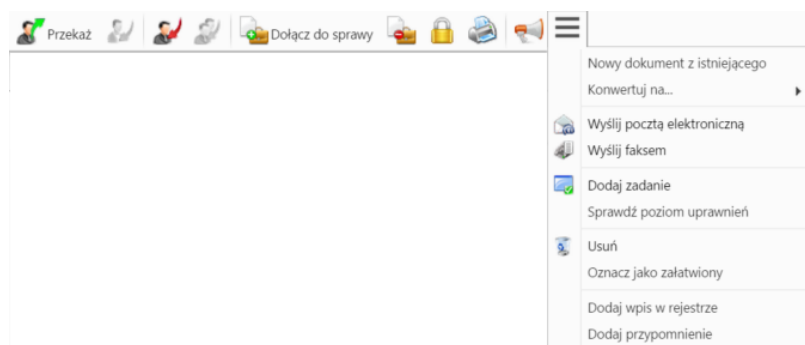 Przekaż
Dołącz do sprawy
Nowy dokument z istniejącego
Konwertuj na...
Wyślij pocztą elektroniczną
Wyślij faksem
Dodaj zadanie
Sprawdź poziom uprawnień
Usuń
Oznacz jako załatwiony
Dodaj wpis w rejestrze
Dodaj przypomnienie